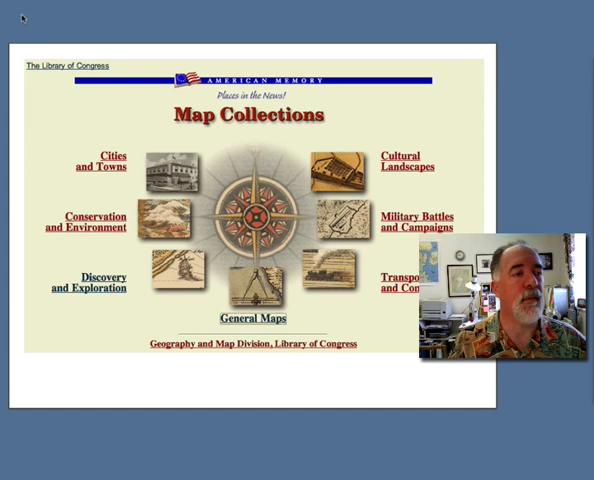 The Library of Congress
AMERICAN MEMORY
Places in the News!
Map Collections
Cities
and Towns
Cultural
Landscapes
Conservation
and Environment
Military Battles
and Campaigns
Discovery
and Exploration
General Maps
Geography and Map Division, Library of Congress